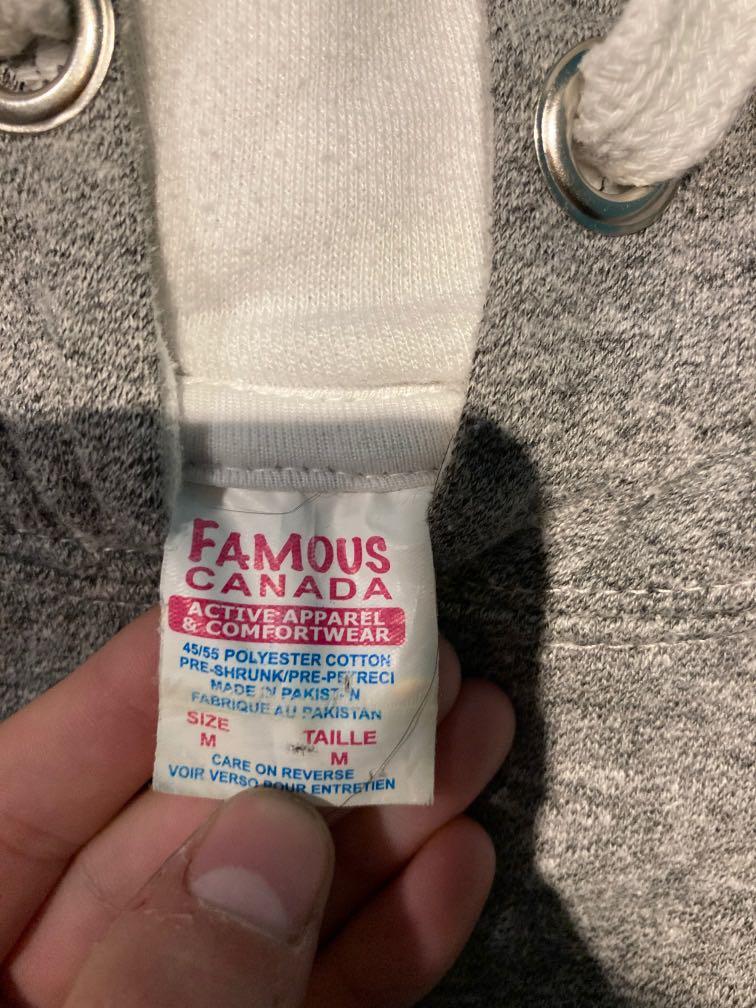 FAMOUS
CANADA
ACTIVE APPAREL
& COMFORTWEAR
45/55 POLYESTER COTTON
PRE-SHRUNK/PRE-PETRECI
MADE IN PAKISTAN
FABRIQUE AU PAKISTAN
SIZE TAILLE
M M
CARE ON REVERSE
VOIR VERSO POUR ENTRETIEN